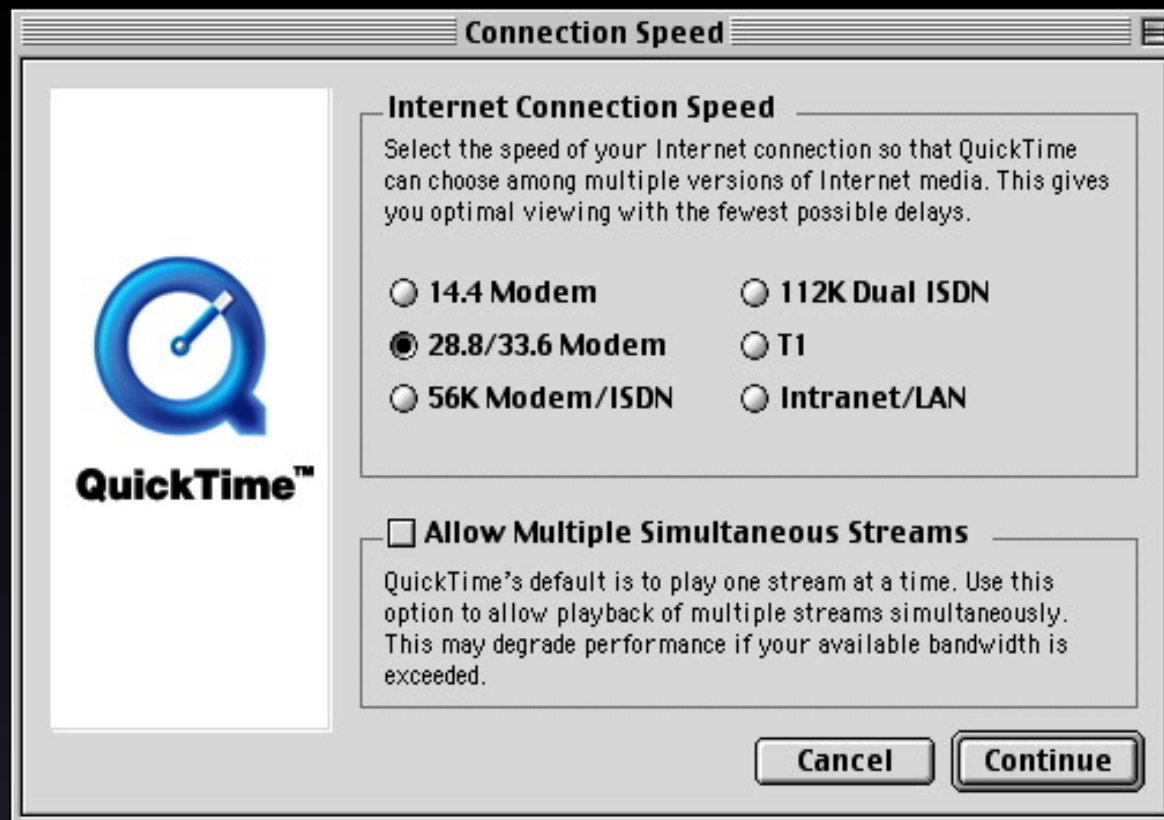 Connection Speed
Internet Connection Speed
Select the speed of your Internet connection so that QuickTime
can choose among multiple versions of Internet media. This gives
you optimal viewing with the fewest possible delays.
14.4 Modem
112K Dual ISDN
28.8/33.6 Modem
T1
56K Modem/ISDN
Intranet/LAN
QuickTime™
Allow Multiple Simultaneous Streams
QuickTime's default is to play one stream at a time. Use this
option to allow playback of multiple streams simultaneously.
This may degrade performance if your available bandwidth is
exceeded.
Cancel
Continue